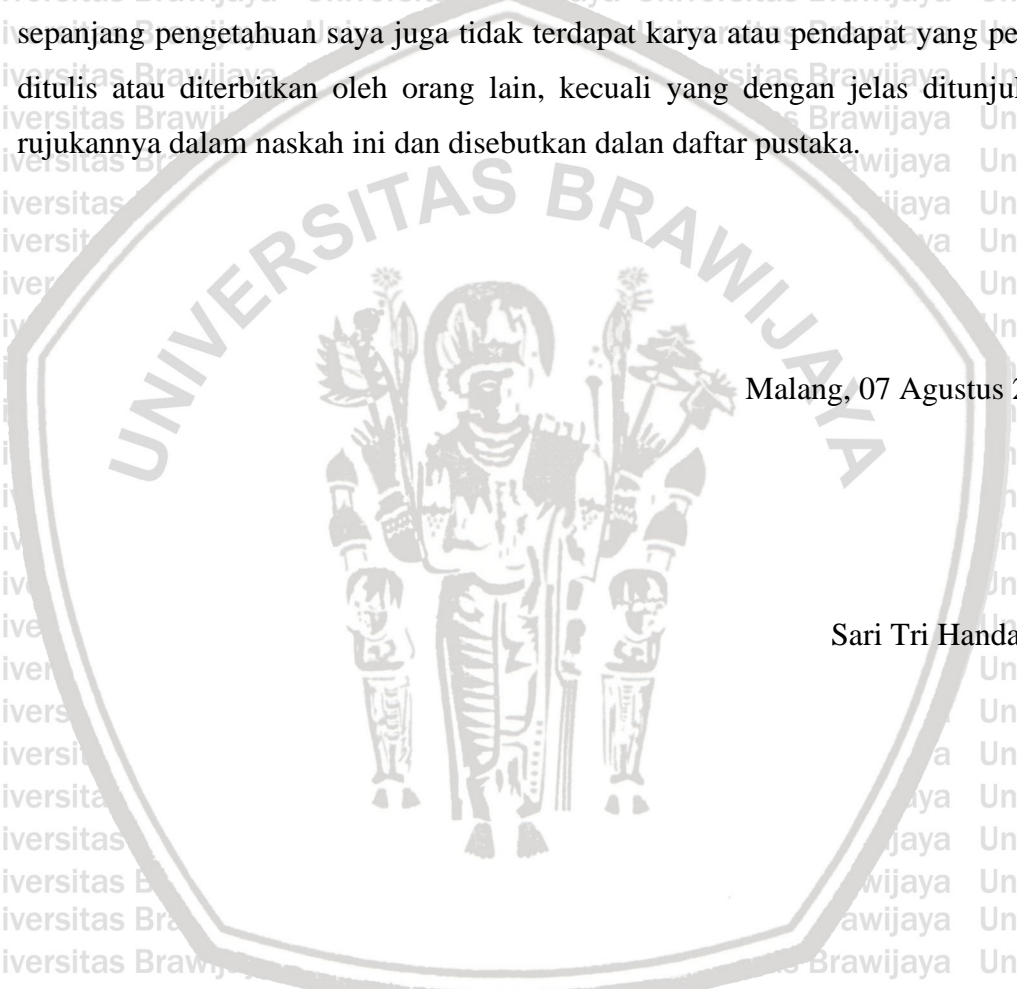 sepanjang pengetahuan saya juga tidak terdapat karya atau pendapat yang pe
ditulis atau diterbitkan oleh orang lain, kecuali yang dengan jelas ditunjuk
rujukannya dalam naskah ini dan disebutkan dalan daftar pustaka.
UNIVERSITAS BRAWIJAYA
Malang, 07 Agustus 2
Sari Tri Handa